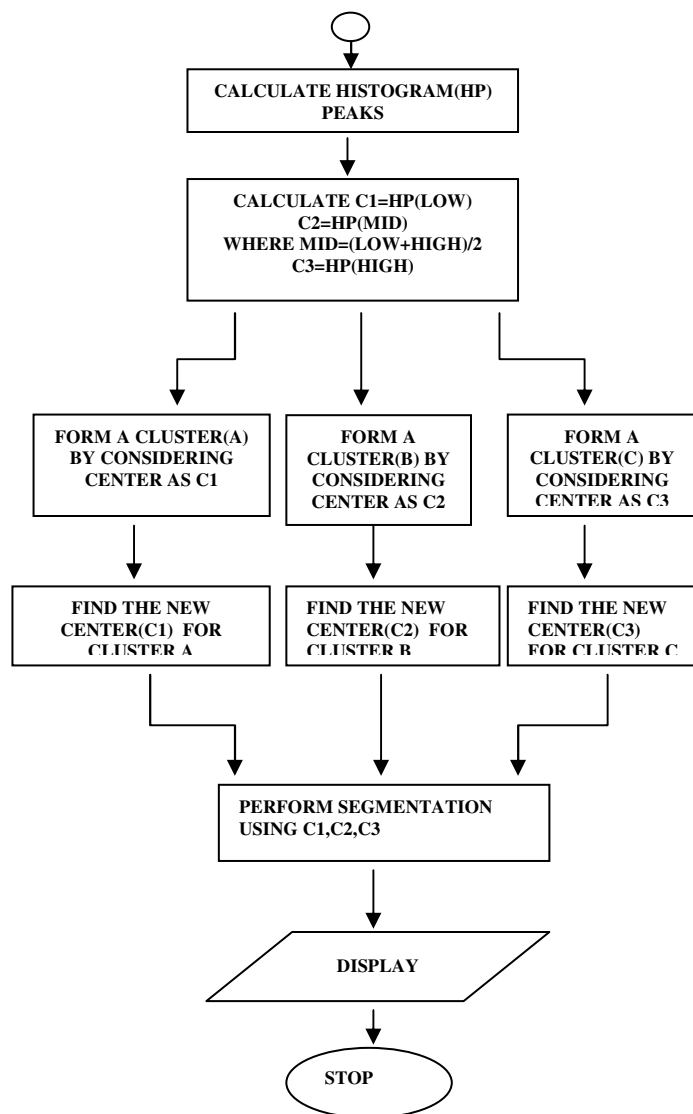 CALCULATE HISTOGRAM(HP)
PEAKS
CALCULATE C1=HP(LOW)
C2=HP(MID)
WHERE MID=(LOW+HIGH)/2
C3=HP(HIGH)
FORM A CLUSTER(A)
BY CONSIDERING
CENTER AS C1
FORM A
CLUSTER(B) BY
CONSIDERING
CENTER AS C2
FORM A
CLUSTER(C) BY
CONSIDERING
CENTER AS C3
FIND THE NEW
CENTER(C1) FOR
CLUSTER A
FIND THE NEW
CENTER(C2) FOR
CLUSTER B
FIND THE NEW
CENTER(C3)
FOR CLUSTER C
PERFORM SEGMENTATION
USING C1,C2,C3
DISPLAY
STOP